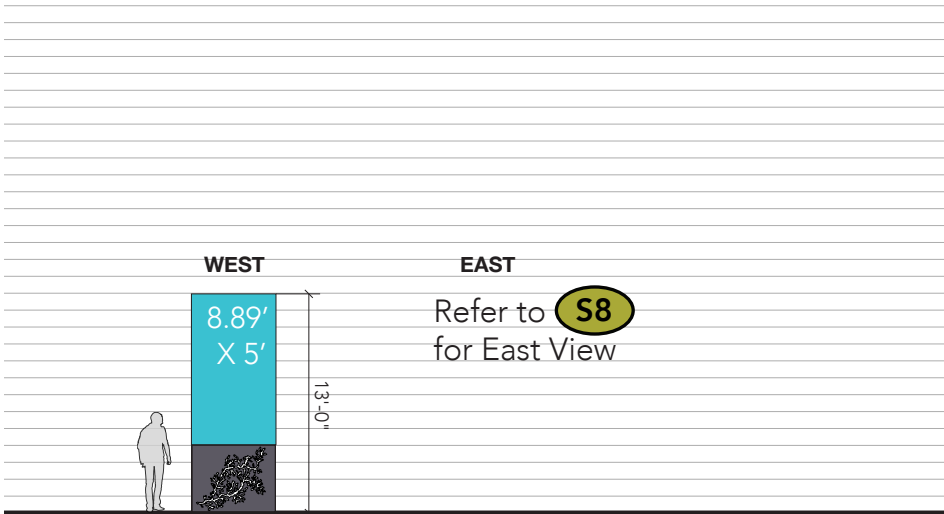 WEST
EAST
8.89’
X 5’
Refer to S8
for East View
13'-0"